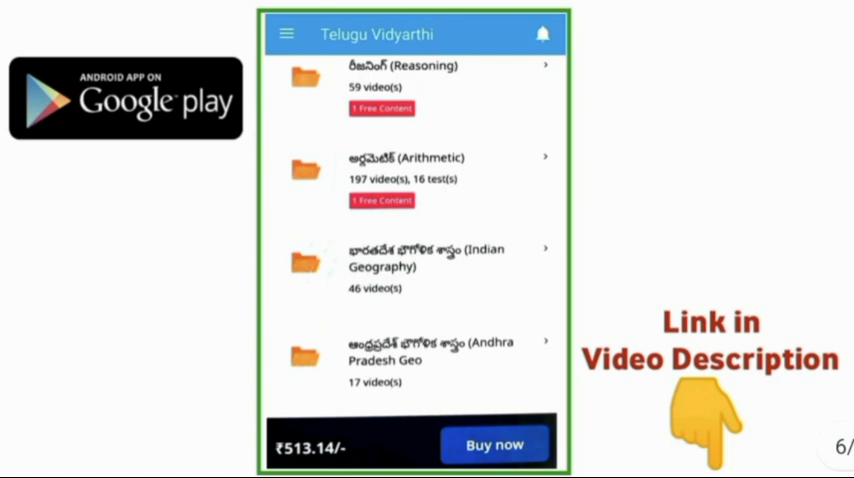 ANDROID APP ON
Google play
Telugu Vidyarthi
రీజనింగ్ (Reasoning)
59 video(s)
1 Free Content
అర్థమెటిక్ (Arithmetic)
197 video(s), 16 test(s)
1 Free Content
భారతదేశ భౌగోళిక శాస్త్రం (Indian
Geography)
46 video(s)
ఆంధ్రప్రదేశ్ భౌగోళిక శాస్త్రం (Andhra
Pradesh Geo
17 video(s)
₹513.14/-
Buy now
Link in
Video Description
6/